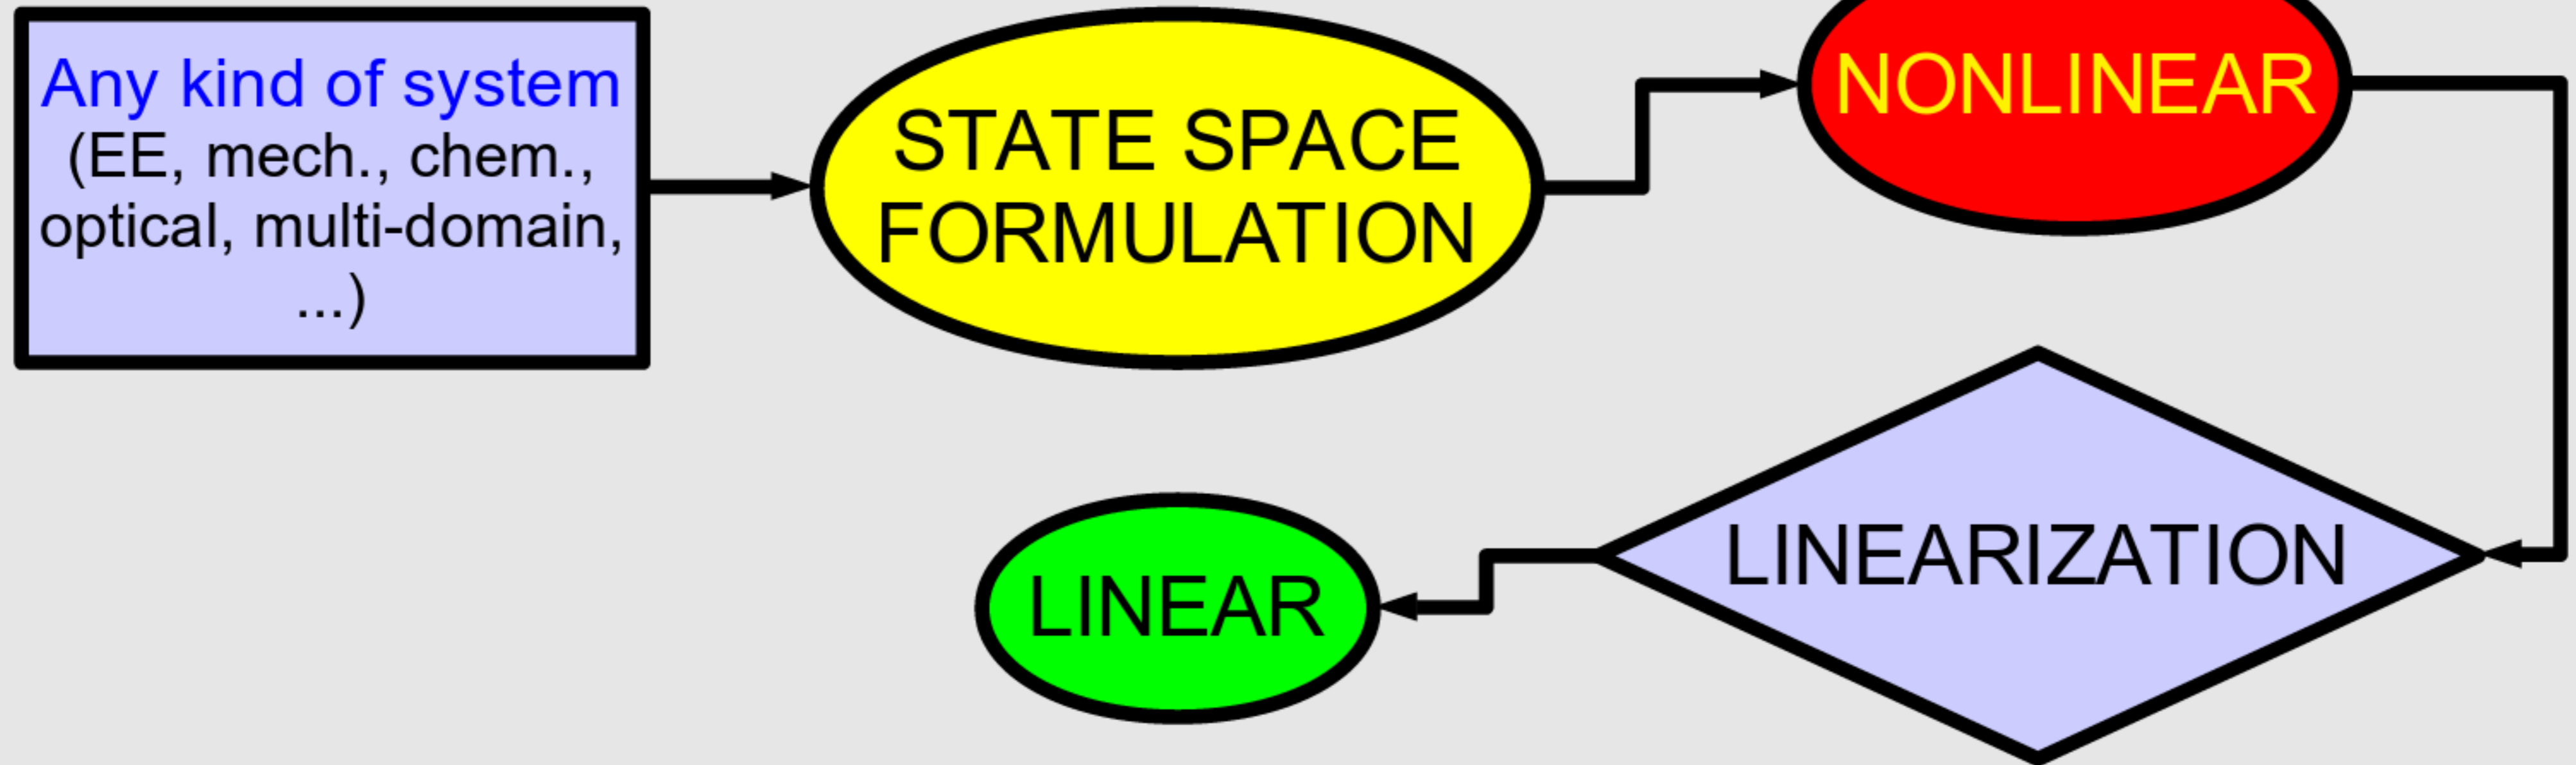 Any kind of system
(EE, mech., chem.,
optical, multi-domain,
...)
STATE SPACE
FORMULATION
NONLINEAR
LINEARIZATION
LINEAR